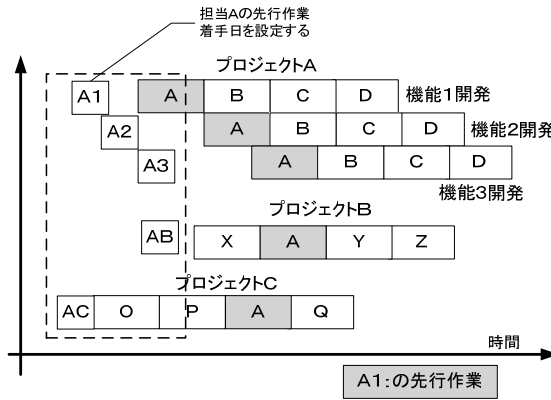 担当Aの先行作業
着手日を設定する
プロジェクトA
A1
A
B
C
D
機能1開発
A2
A
B
C
D
機能2開発
A3
A
B
C
D
機能3開発
プロジェクトB
AB
X
A
Y
Z
プロジェクトC
AC
O
P
A
Q
時間
A1:の先行作業